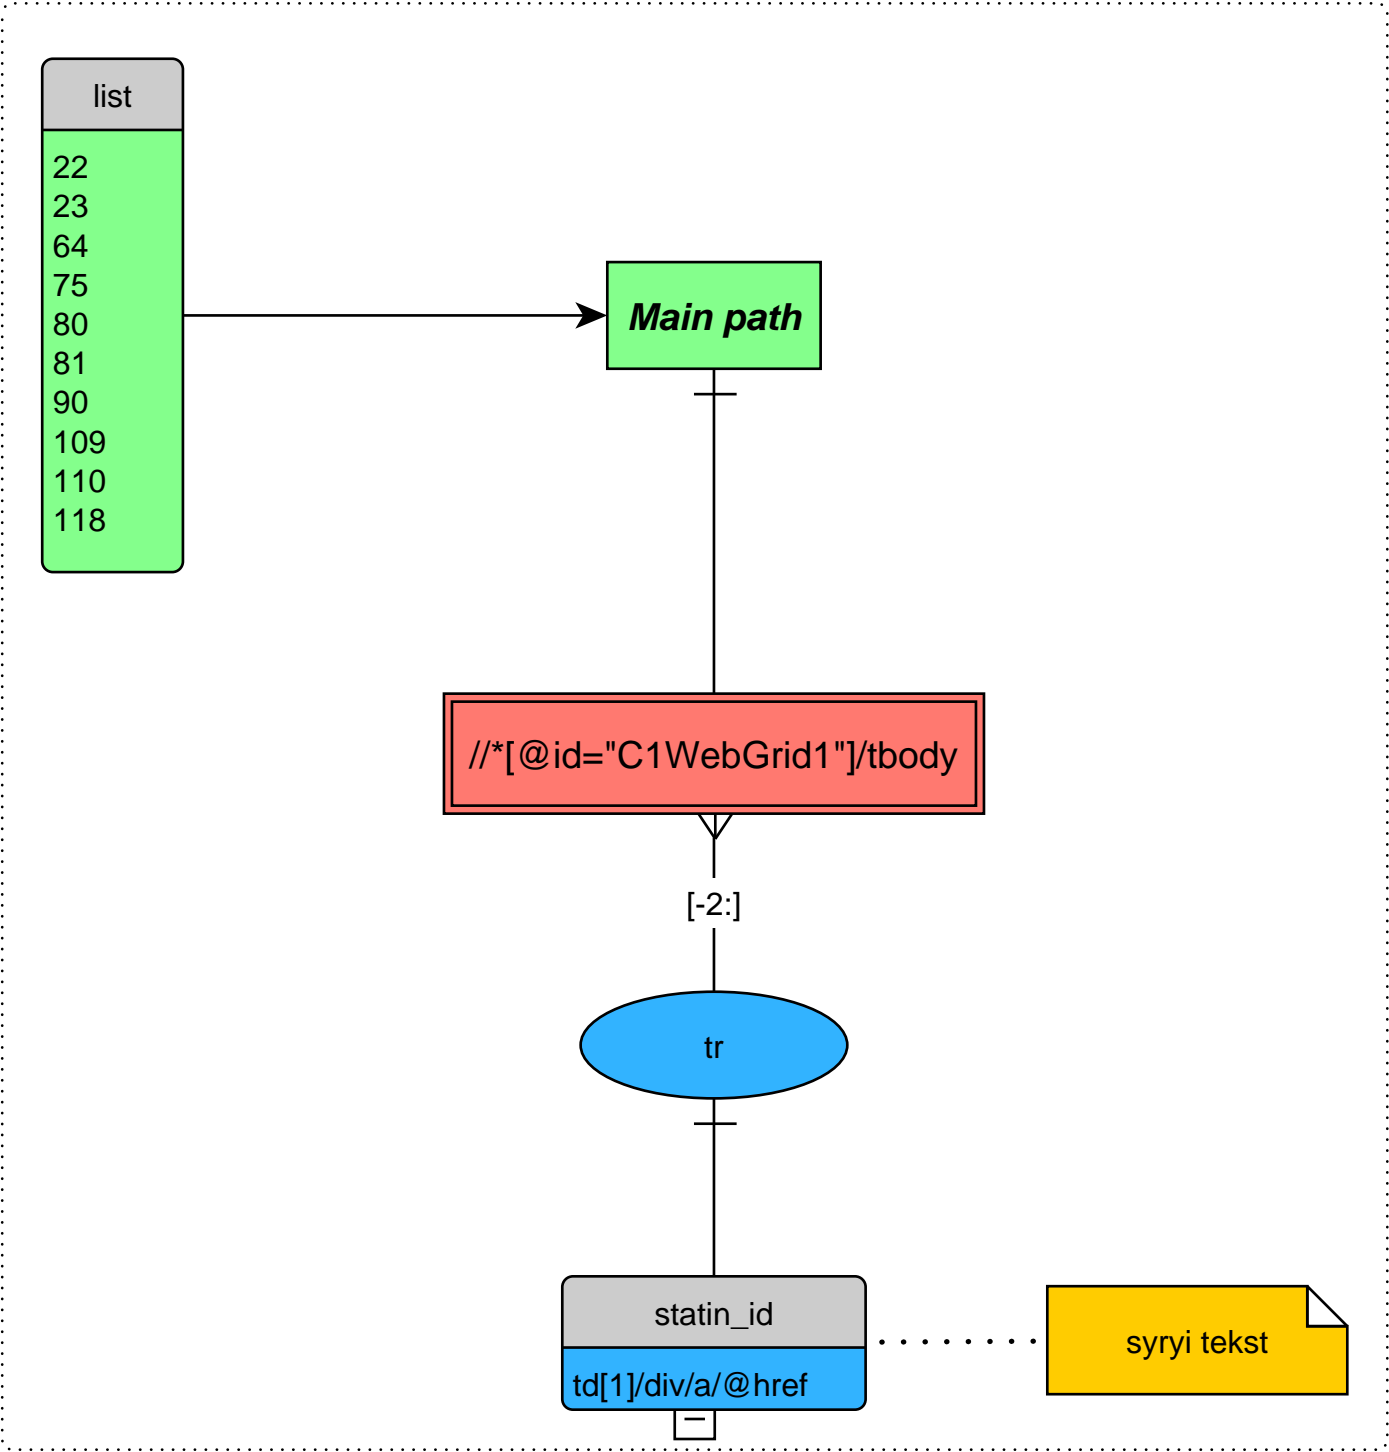 list
22
23
64
75
80
81
90
109
110
118
Main path
//*[@id="C1WebGrid1"]/tbody
[-2:]
tr
statin_id
td[1]/div/a/@href
syryi tekst